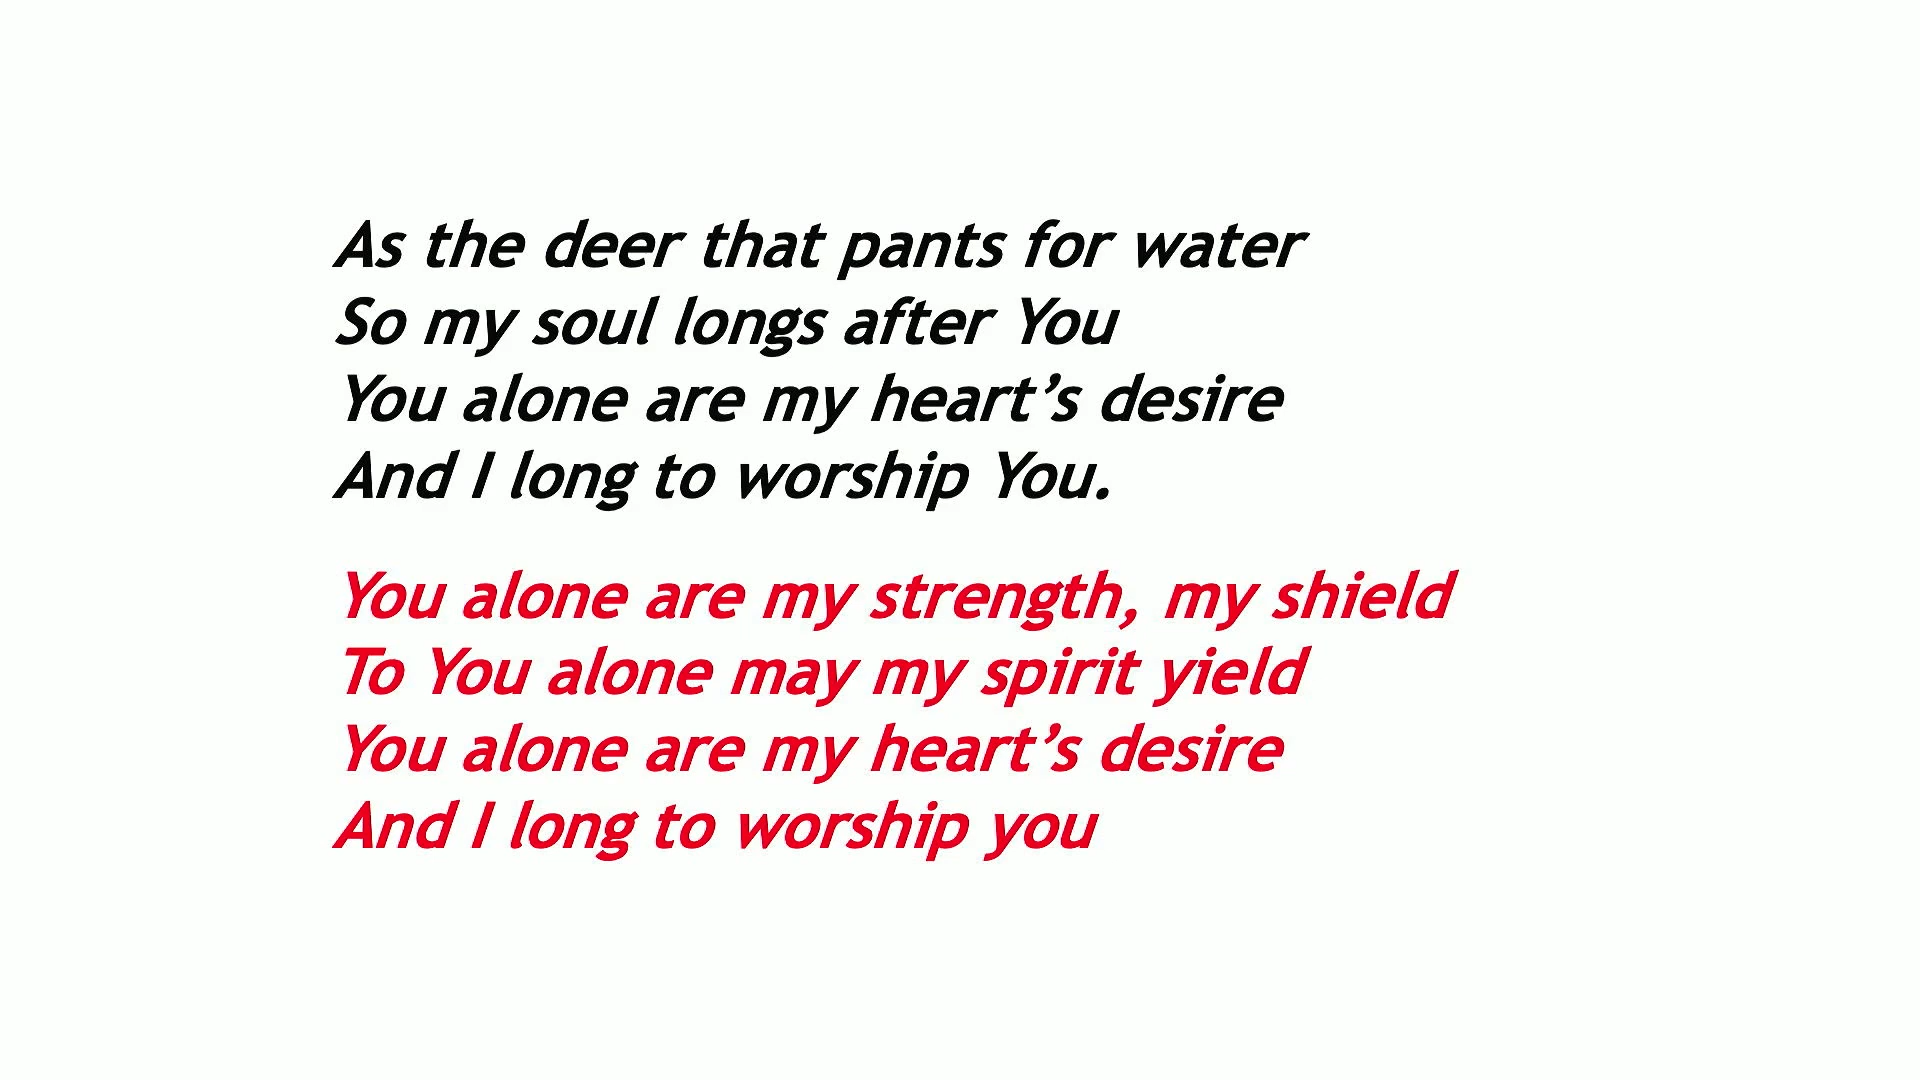 As the deer that pants for water
So my soul longs after You
You alone are my heart’s desire
And I long to worship You.
You alone are my strength, my shield
To You alone may my spirit yield
You alone are my heart’s desire
And I long to worship you